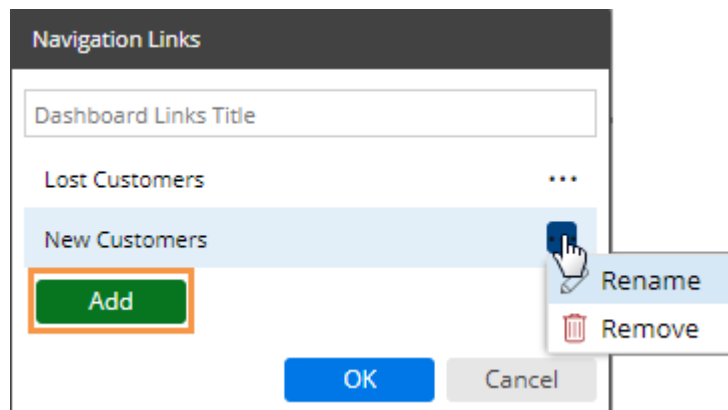 Navigation Links
Dashboard Links Title
Lost Customers
New Customers
Rename
Add
Remove
OK Cancel